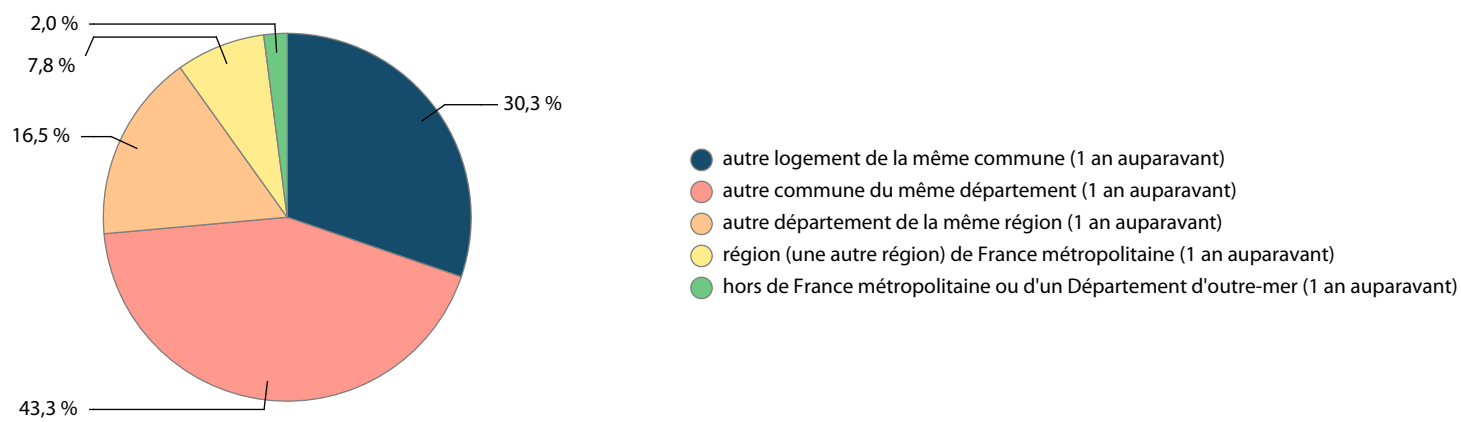 2,0 %
7,8 %
30,3 %
16,5 %
43,3 %
autre logement de la même commune (1 an auparavant)
autre commune du même département (1 an auparavant)
autre département de la même région (1 an auparavant)
région (une autre région) de France métropolitaine (1 an auparavant)
hors de France métropolitaine ou d'un Département d'outre-mer (1 an auparavant)